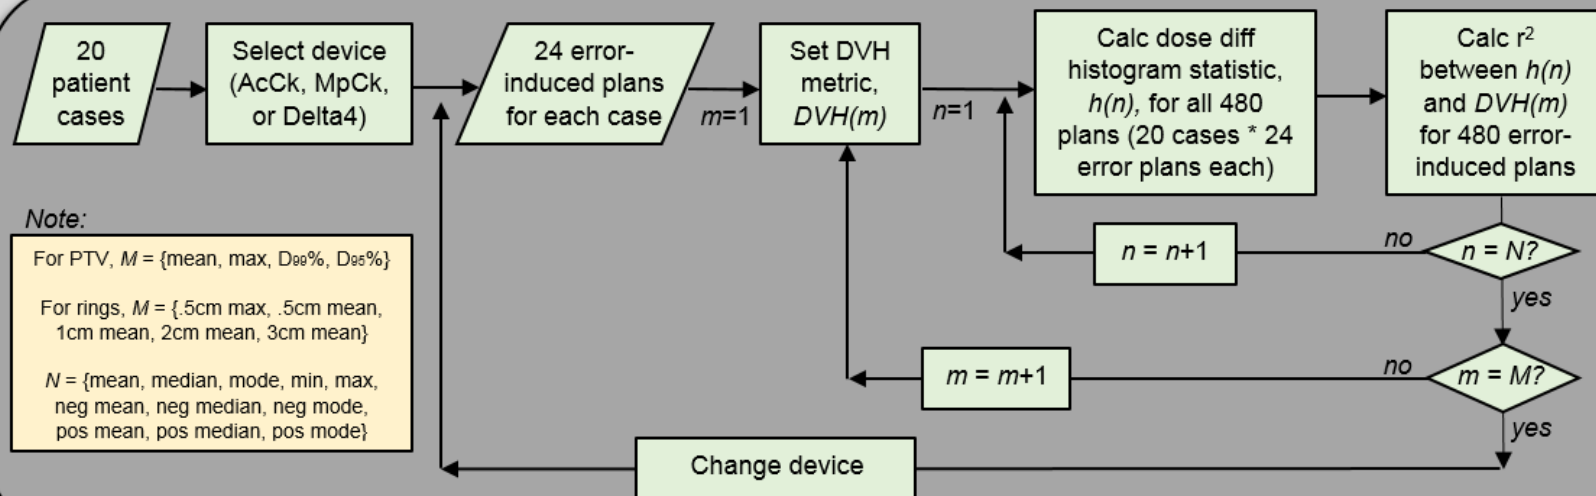 20
patient
cases
Select device
(AcCk, MpCk,
or Delta4)
24 error-
induced plans
for each case
m=1
Set DVH
metric,
DVH(m)
n=1
Calc dose diff
histogram statistic,
h(n), for all 480
plans (20 cases * 24
error plans each)
Calc r²
between h(n)
and DVH(m)
for 480 error-
induced plans
n = N?
no
n = n+1
yes
m = M?
no
m = m+1
yes
Change device
Note:
For PTV, M = {mean, max, D99%, D95%}
For rings, M = {.5cm max, .5cm mean,
1cm mean, 2cm mean, 3cm mean}
N = {mean, median, mode, min, max,
neg mean, neg median, neg mode,
pos mean, pos median, pos mode}